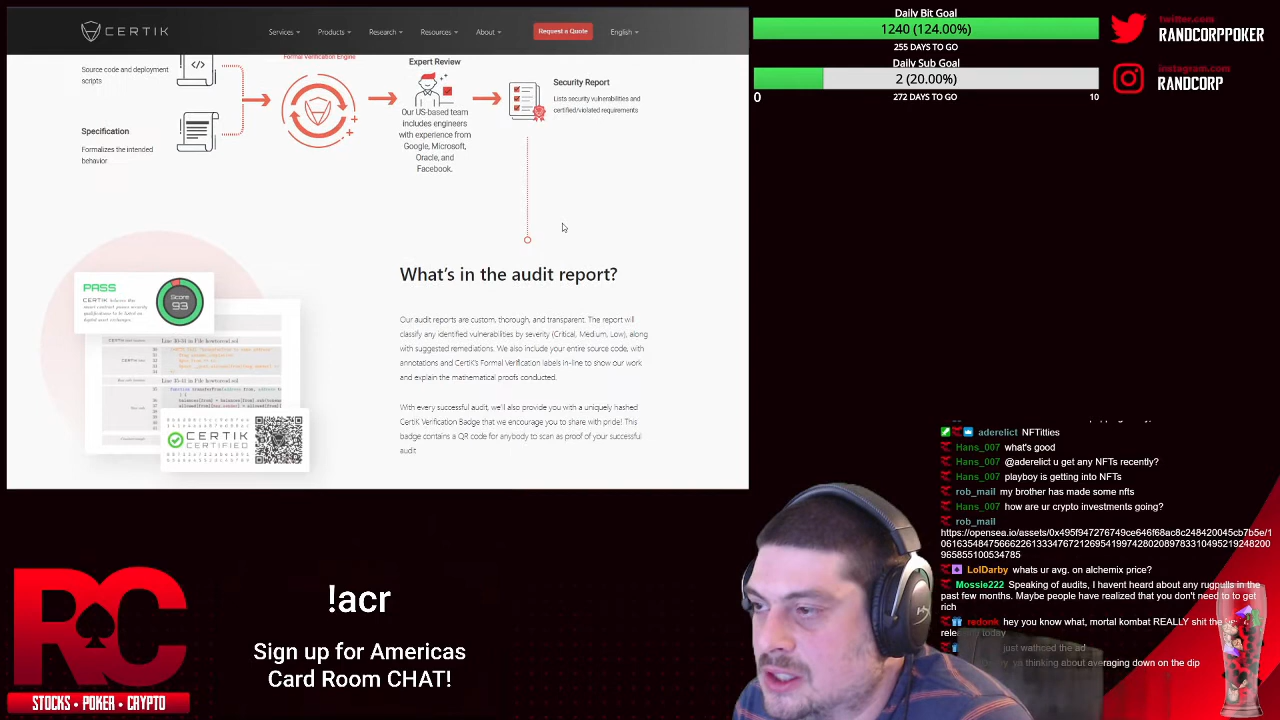 CERTIK
Services
Products
Research
Resources
About
Request a Quote
English
Source code and deployment
scripts
Formal Verification Engine
Expert Review
Our US-based team
includes engineers
with experience from
Google, Microsoft,
Oracle, and
Facebook.
Security Report
Lists security vulnerabilities and
certified/violated requirements
Specification
Formalizes the intended
behavior
PASS
Score
93
CERTIK
CERTIFIED
What's in the audit report?
Our audit reports are custom, thorough, and transparent. The report will
classify any identified vulnerabilities by severity (Critical, Medium, Low), along
with suggested remediations. We also include your entire source code, with
annotations and CertiK's Formal Verification labels in-line to show our work
and explain the mathematical proofs conducted.
With every successful audit, we'll also provide you with a uniquely hashed
CertiK Verification Badge that we encourage you to share with pride! This
badge contains a QR code for anybody to scan as proof of your successful
audit
Daily Bit Goal
1240 (124.00%)
255 DAYS TO GO
Daily Sub Goal
2 (20.00%)
0
272 DAYS TO GO
10
twitter.com
RANDCORPPOKER
instagram.com
RANDCORP
aderelict NFTitties
Hans_007 what's good
Hans_007 @aderelict u get any NFTs recently?
Hans_007 playboy is getting into NFTs
rob_mail my brother has made some nfts
Hans_007 how are ur crypto investments going?
rob_mail
LolDarby whats ur avg. on alchemix price?
Mossie222 Speaking of audits, I havent heard about any rugpulls in the
past few months. Maybe people have realized that you don't need to to get
rich
redonk hey you know what, mortal kombat REALLY shit the
today
just wathced the ad
ya thinking about averaging down on the dip
RC
STOCKS • POKER • CRYPTO
!acr
Sign up for Americas
Card Room CHAT!